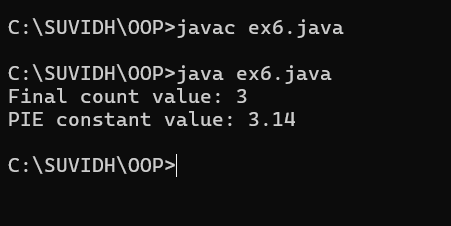 C:\SUVIDH\OOP>javac ex6.java
C:\SUVIDH\OOP>java ex6.java
Final count value: 3
PIE constant value: 3.14
C:\SUVIDH\OOP>